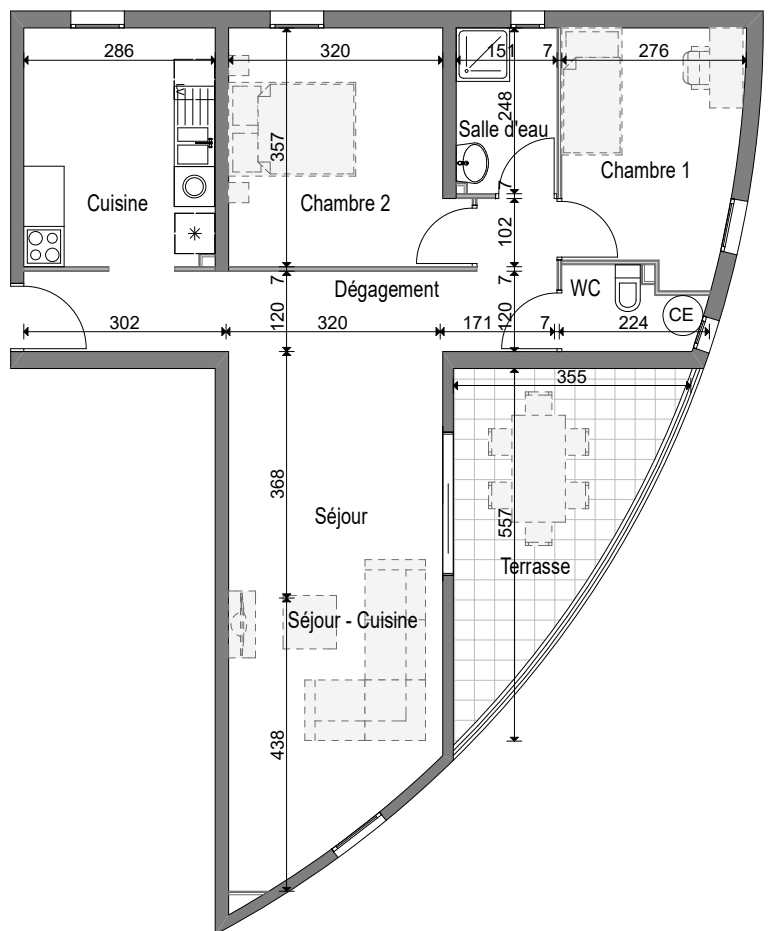 286
320
151
7
276
248
357
Salle d'eau
Chambre 1
Cuisine
Chambre 2
7
102
Dégagement
7
7
WC
CE
120
120
302
320
171
7
224
355
368
Séjour
557
Terrasse
Séjour - Cuisine
438